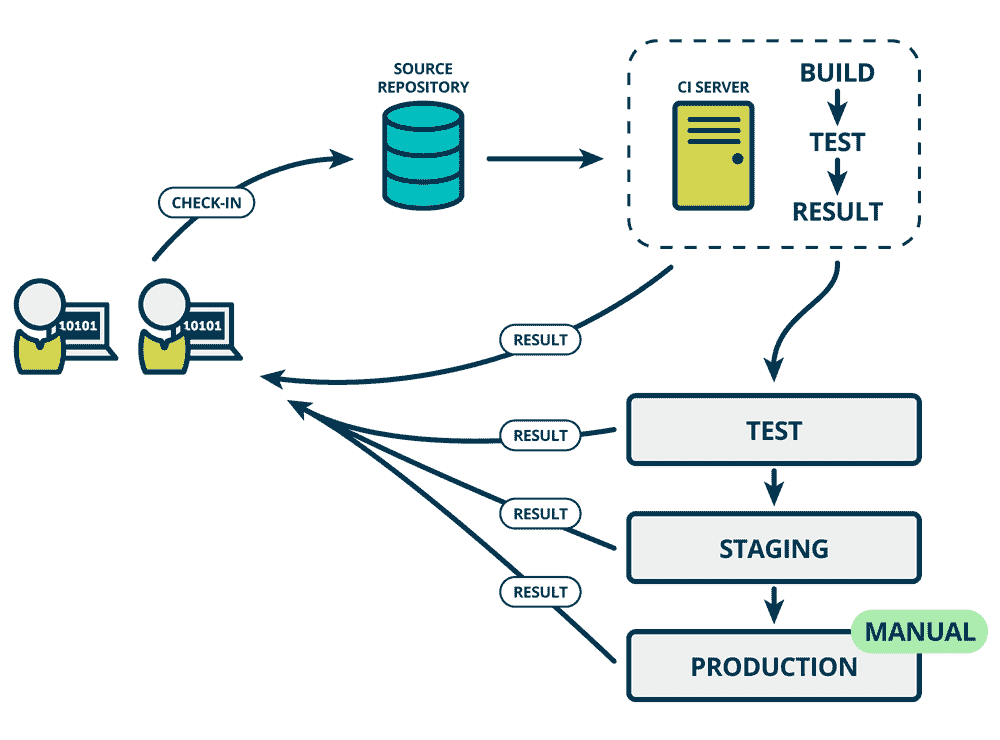 SOURCE
REPOSITORY
CI SERVER
BUILD
TEST
RESULT
CHECK-IN
10101
10101
RESULT
RESULT
TEST
RESULT
STAGING
RESULT
MANUAL
PRODUCTION